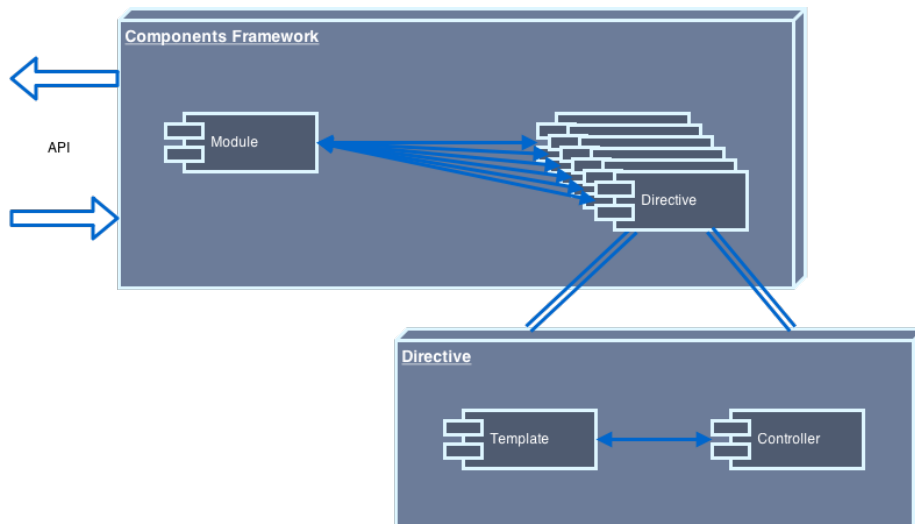 Components Framework
API
Module
Directive
Directive
Template
Controller